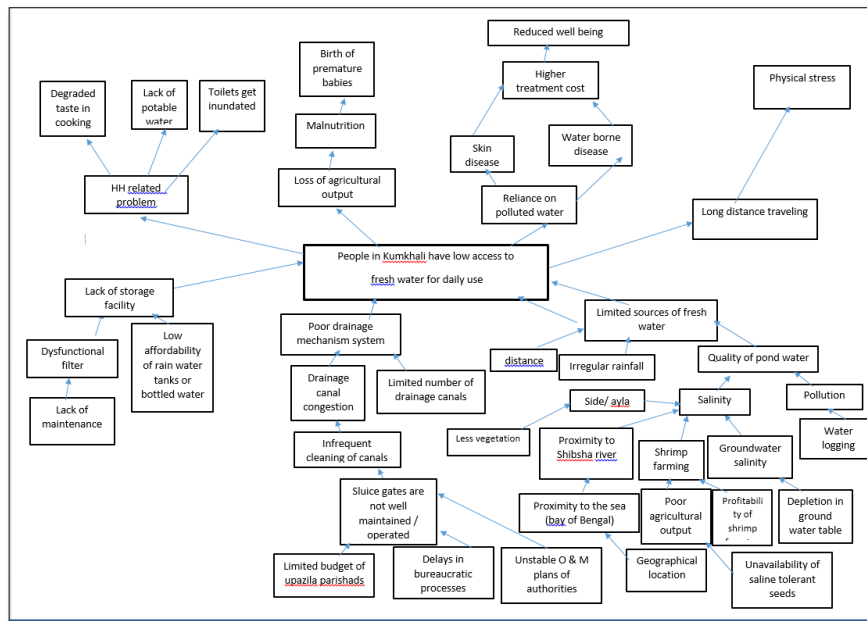 Reduced well being
Birth of
premature
babies
Higher
treatment cost
Physical stress
Degraded
taste in
cooking
Lack of
potable
water
Toilets get
inundated
Malnutrition
Skin
disease
Water borne
disease
HH related
problem
Loss of agricultural
output
Reliance on
polluted water
Long distance traveling
People in Kumkhali have low access to
fresh water for daily use
Lack of storage
facility
Poor drainage
mechanism system
Limited sources of fresh
water
Dysfunctional
filter
Low
affordability
of rain water
tanks or
bottled water
distance
Irregular rainfall
Quality of pond water
Drainage
canal
congestion
Limited number of
drainage canals
Lack of
maintenance
Side/ ayla
Salinity
Pollution
Less vegetation
Infrequent
cleaning of canals
Proximity to
Shibsha river
Shrimp
farming
Groundwater
salinity
Water
logging
Sluice gates are
not well
maintained /
operated
Proximity to the sea
(bay of Bengal)
Poor
agricultural
output
Profitabili
ty of
shrimp
Depletion in
ground
water table
Limited budget of
upazila parishads
Delays in
bureaucratic
processes
Unstable O & M
plans of
authorities
Geographical
location
Unavailability of
saline tolerant
seeds